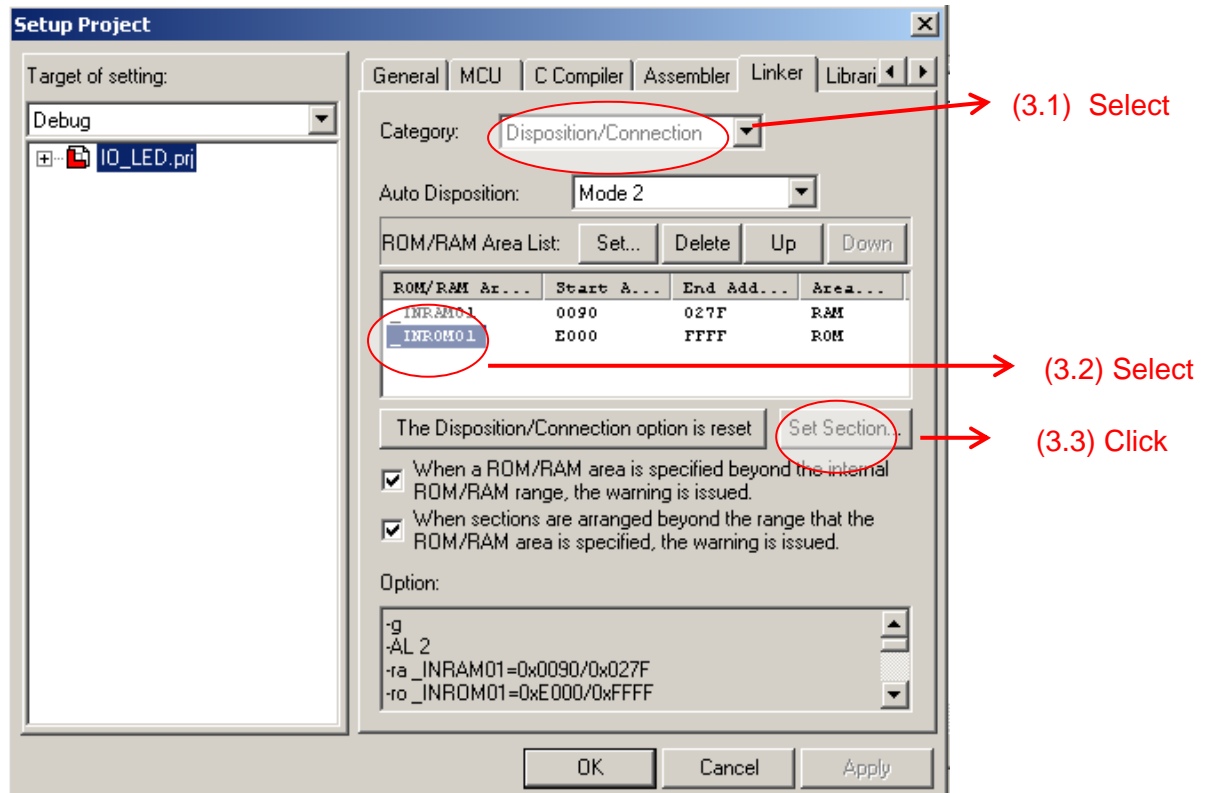 Setup Project
Target of setting:
Debug
IO_LED.prj
General MCU C Compiler Assembler Linker Librari
Category: Disposition/Connection
(3.1) Select
Auto Disposition: Mode 2
ROM/RAM Area List: Set... Delete Up Down
ROM/RAM Ar... Start A... End Add... Area...
_INRAM01 0090 027F RAM
_INROM01 E000 FFFF ROM
(3.2) Select
The Disposition/Connection option is reset Set Section...
(3.3) Click
When a ROM/RAM area is specified beyond the internal
ROM/RAM range, the warning is issued.
When sections are arranged beyond the range that the
ROM/RAM area is specified, the warning is issued.
Option:
-g
-AL 2
-ra _INRAM01=0x0090/0x027F
-ro _INROM01=0xE000/0xFFFF
OK Cancel Apply